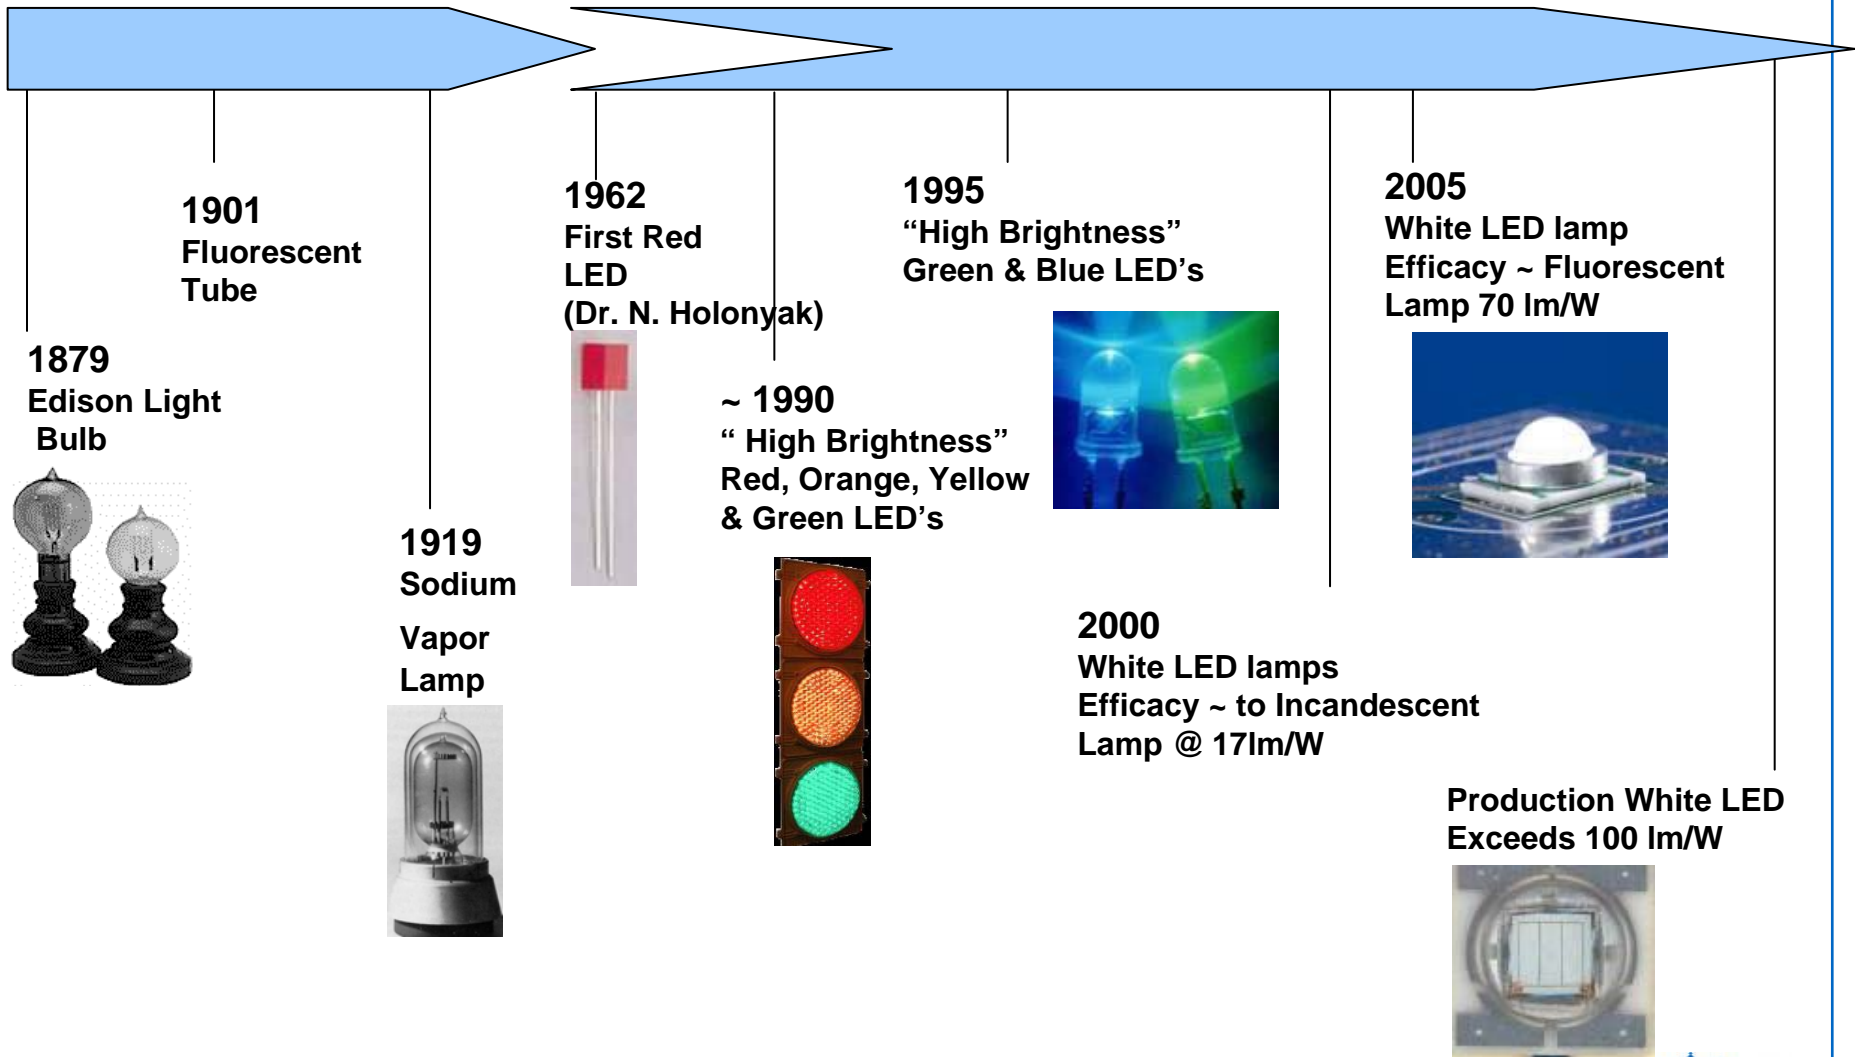 1879
Edison Light
Bulb
1901
Fluorescent
Tube
1919
Sodium
Vapor
Lamp
1962
First Red
LED
(Dr. N. Holonyak)
~ 1990
“ High Brightness”
Red, Orange, Yellow
& Green LED’s
1995
“High Brightness”
Green & Blue LED’s
2000
White LED lamps
Efficacy ~ to Incandescent
Lamp @ 17lm/W
2005
White LED lamp
Efficacy ~ Fluorescent
Lamp 70 lm/W
Production White LED
Exceeds 100 lm/W